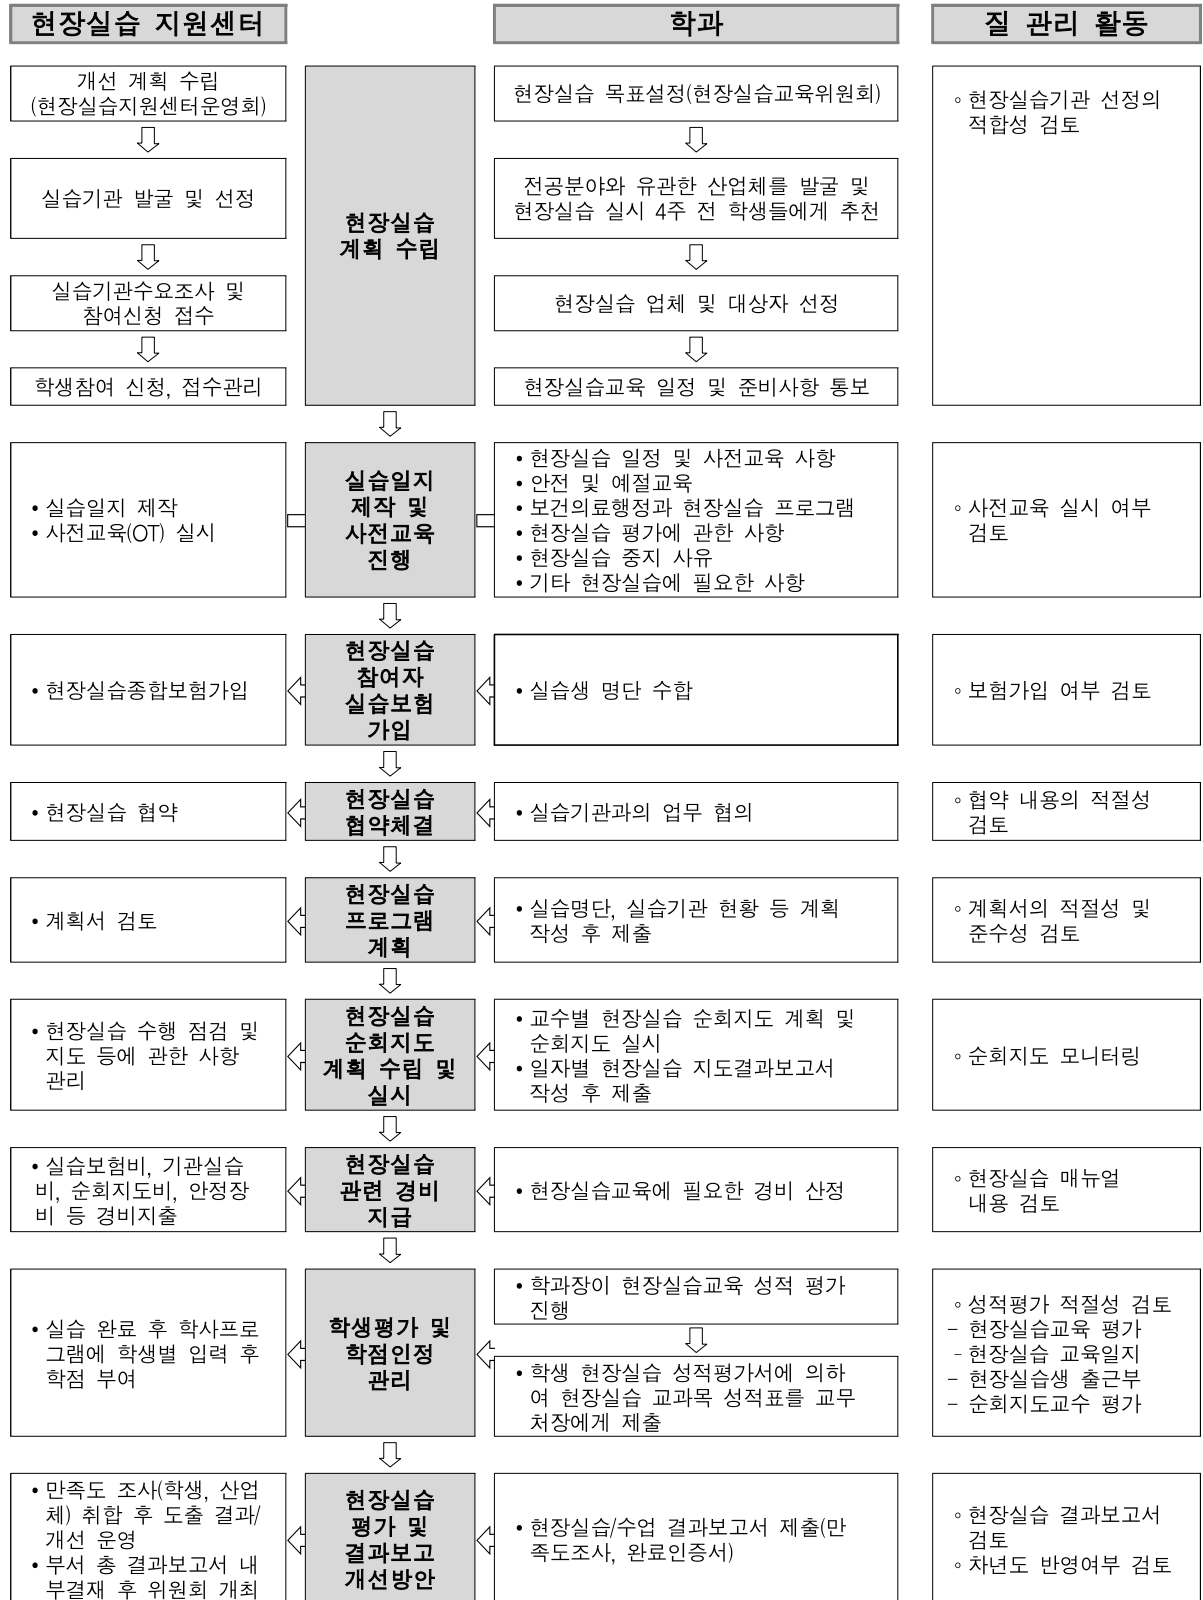 현장실습 지원센터
학과
질 관리 활동
개선 계획 수립
(현장실습지원센터운영회)
실습기관 발굴 및 선정
실습기관수요조사 및
참여신청 접수
학생참여 신청, 접수관리
현장실습
계획 수립
현장실습 목표설정(현장실습교육위원회)
전공분야와 유관한 산업체를 발굴 및
현장실습 실시 4주 전 학생들에게 추천
현장실습 업체 및 대상자 선정
현장실습교육 일정 및 준비사항 통보
◦ 현장실습기관 선정의
적합성 검토
• 실습일지 제작
• 사전교육(OT) 실시
실습일지
제작 및
사전교육
진행
• 현장실습 일정 및 사전교육 사항
• 안전 및 예절교육
• 보건의료행정과 현장실습 프로그램
• 현장실습 평가에 관한 사항
• 현장실습 중지 사유
• 기타 현장실습에 필요한 사항
◦ 사전교육 실시 여부
검토
• 현장실습종합보험가입
현장실습
참여자
실습보험
가입
• 실습생 명단 수합
◦ 보험가입 여부 검토
• 현장실습 협약
현장실습
협약체결
• 실습기관과의 업무 협의
◦ 협약 내용의 적절성
검토
• 계획서 검토
현장실습
프로그램
계획
• 실습명단, 실습기관 현황 등 계획
작성 후 제출
◦ 계획서의 적절성 및
준수성 검토
• 현장실습 수행 점검 및
지도 등에 관한 사항
관리
현장실습
순회지도
계획 수립 및
실시
• 교수별 현장실습 순회지도 계획 및
순회지도 실시
• 일자별 현장실습 지도결과보고서
작성 후 제출
◦ 순회지도 모니터링
• 실습보험비, 기관실습
비, 순회지도비, 안정장
비 등 경비지출
현장실습
관련 경비
지급
• 현장실습교육에 필요한 경비 산정
◦ 현장실습 매뉴얼
내용 검토
• 실습 완료 후 학사프로
그램에 학생별 입력 후
학점 부여
학생평가 및
학점인정
관리
• 학과장이 현장실습교육 성적 평가
진행
• 학생 현장실습 성적평가서에 의하
여 현장실습 교과목 성적표를 교무
처장에게 제출
◦ 성적평가 적절성 검토
- 현장실습교육 평가
- 현장실습 교육일지
- 현장실습생 출근부
- 순회지도교수 평가
• 만족도 조사(학생, 산업
체) 취합 후 도출 결과/
개선 운영
• 부서 총 결과보고서 내
부결재 후 위원회 개최
현장실습
평가 및
결과보고
개선방안
• 현장실습/수업 결과보고서 제출(만
족도조사, 완료인증서)
◦ 현장실습 결과보고서
검토
◦ 차년도 반영여부 검토